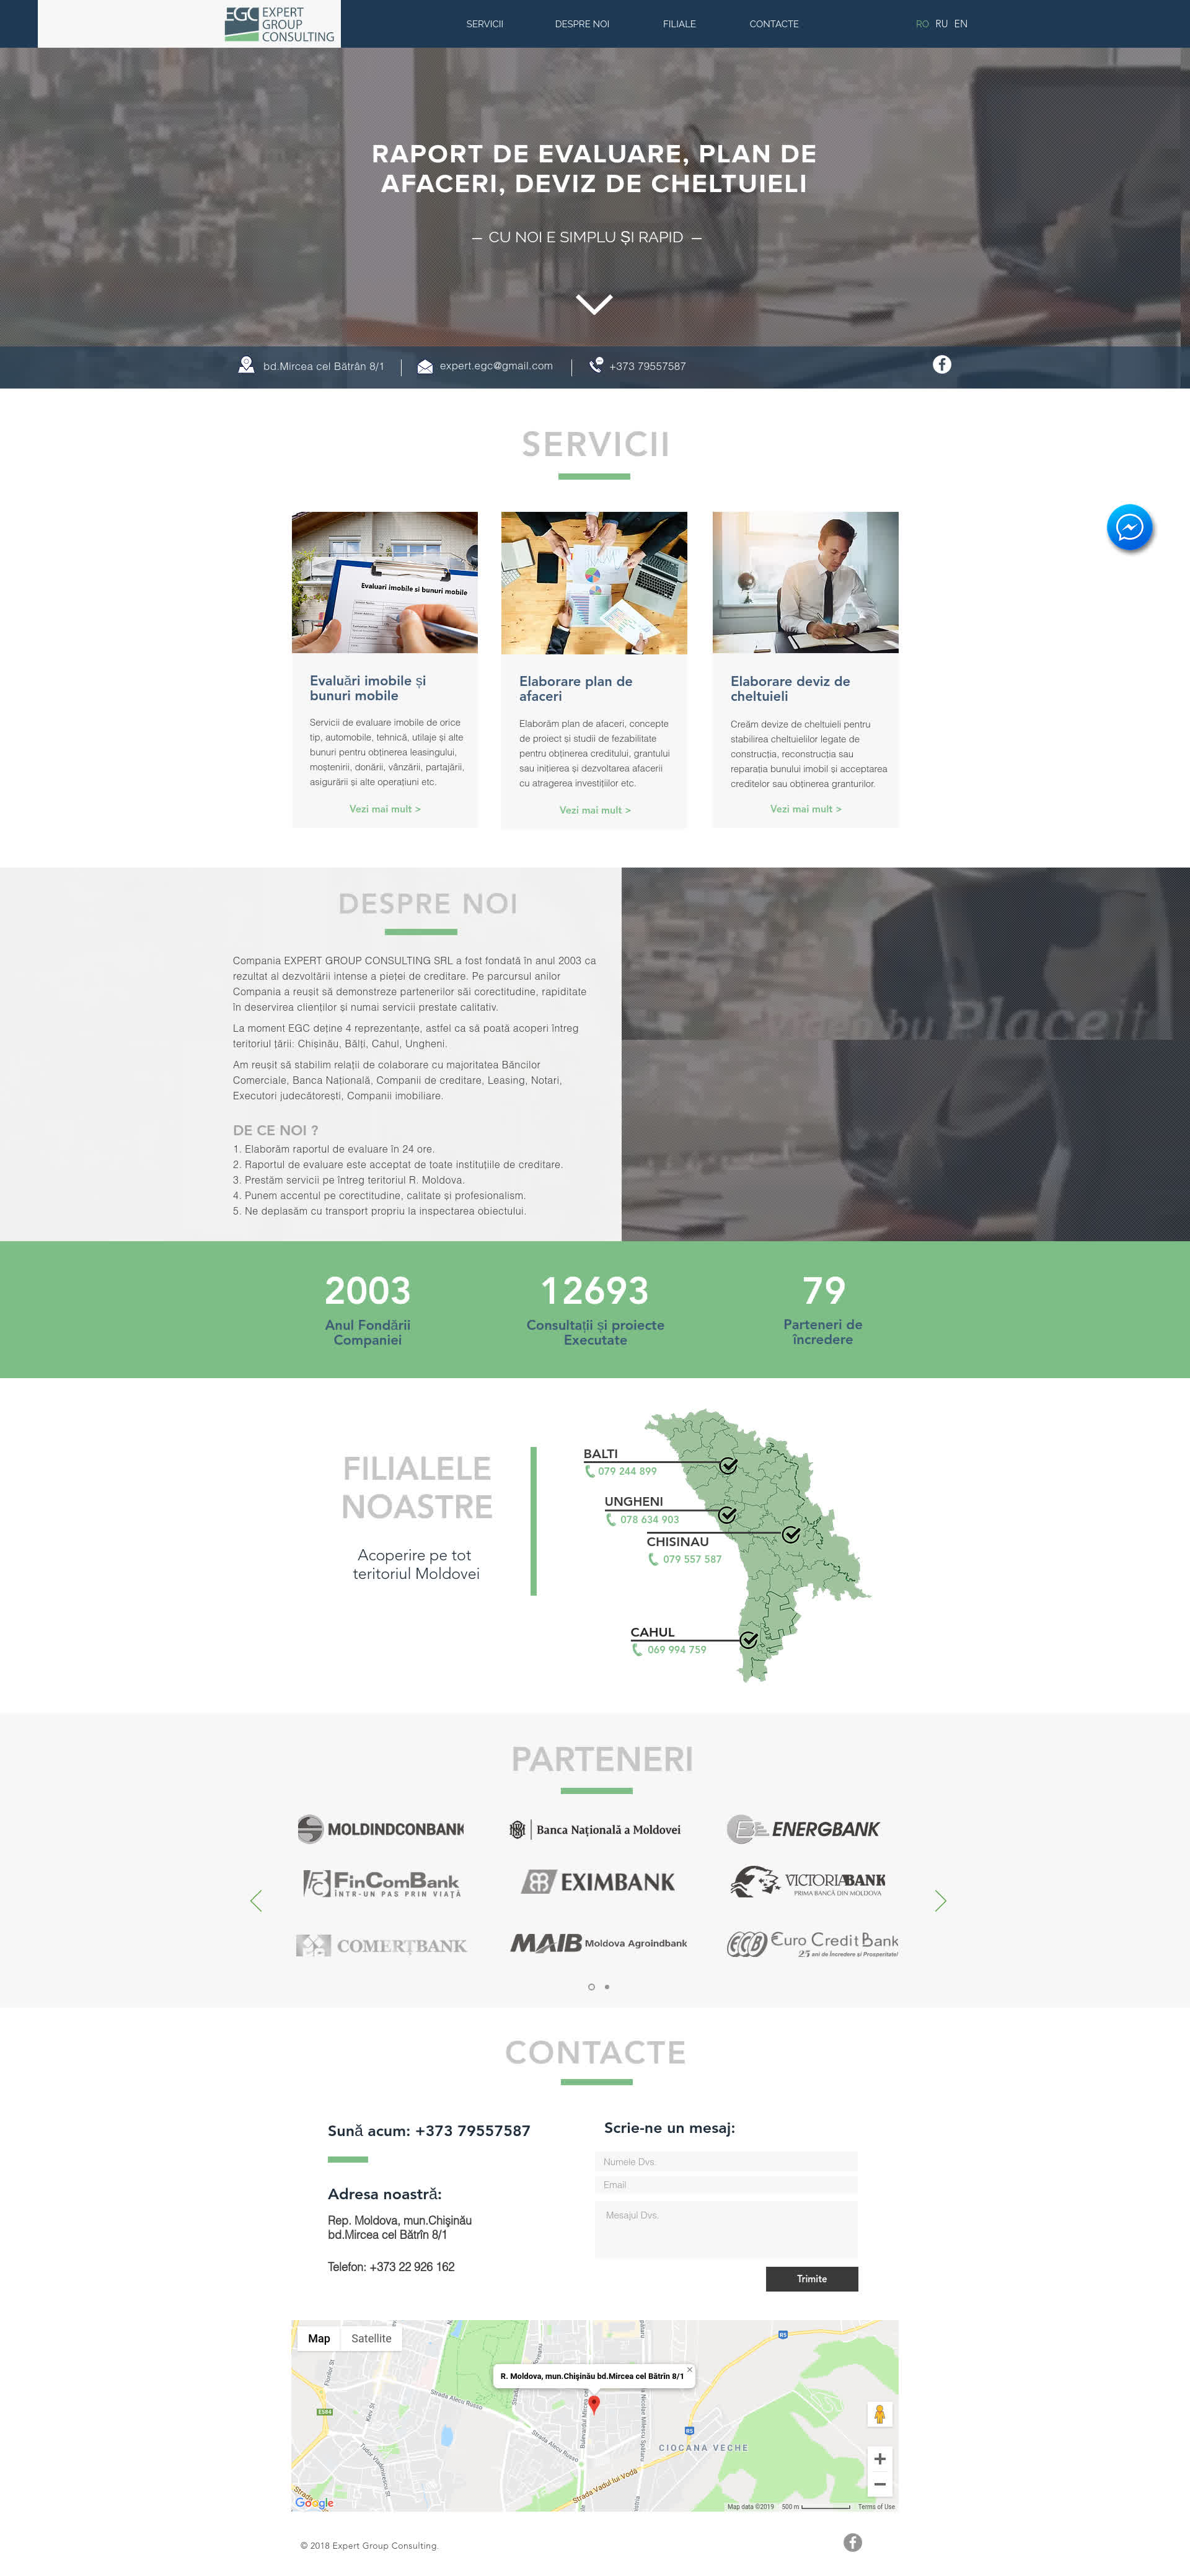 EGC EXPERT
GROUP
CONSULTING
SERVICII
DESPRE NOI
FILIALE
CONTACTE
RO RU EN
RAPORT DE EVALUARE, PLAN DE
AFACERI, DEVIZ DE CHELTUIELI
— CU NOI E SIMPLU ȘI RAPID —
bd.Mircea cel Bătrân 8/1
expert.egc@gmail.com
+373 79557587
SERVICII
Evaluari imobile si bunuri mobile
Evaluări imobile și
bunuri mobile
Servicii de evaluare imobile de orice
tip, automobile, tehnică, utilaje și alte
bunuri pentru obținerea leasingului,
moștenirii, donării, vânzării, partajării,
asigurării și alte operațiuni etc.
Vezi mai mult >
Elaborare plan de
afaceri
Elaborăm plan de afaceri, concepte
de proiect și studii de fezabilitate
pentru obținerea creditului, grantului
sau inițierea și dezvoltarea afacerii
cu atragerea investițiilor etc.
Vezi mai mult >
Elaborare deviz de
cheltuieli
Creăm devize de cheltuieli pentru
stabilirea cheltuielilor legate de
construcția, reconstrucția sau
reparația bunului imobil și acceptarea
creditelor sau obținerea granturilor.
Vezi mai mult >
DESPRE NOI
Compania EXPERT GROUP CONSULTING SRL a fost fondată în anul 2003 ca
rezultat al dezvoltării intense a pieței de creditare. Pe parcursul anilor
Compania a reușit să demonstreze partenerilor săi corectitudine, rapiditate
în deservirea clienților și numai servicii prestate calitativ.
La moment EGC deține 4 reprezentanțe, astfel ca să poată acoperi întreg
teritoriul țării: Chișinău, Bălți, Cahul, Ungheni.
Am reușit să stabilim relații de colaborare cu majoritatea Băncilor
Comerciale, Banca Națională, Companii de creditare, Leasing, Notari,
Executori judecătorești, Companii imobiliare.
DE CE NOI ?
1. Elaborăm raportul de evaluare în 24 ore.
2. Raportul de evaluare este acceptat de toate instituțiile de creditare.
3. Prestăm servicii pe întreg teritoriul R. Moldova.
4. Punem accentul pe corectitudine, calitate și profesionalism.
5. Ne deplasăm cu transport propriu la inspectarea obiectului.
Placeit
2003
Anul Fondării
Companiei
12693
Consultații și proiecte
Executate
79
Parteneri de
încredere
FILIALELE
NOASTRE
Acoperire pe tot
teritoriul Moldovei
BALTI
079 244 899
UNGHENI
078 634 903
CHISINAU
079 557 587
CAHUL
069 994 759
PARTENERI
MOLDINDCONBANK
Banca Națională a Moldovei
ENERGBANK
FinComBank
ÎNTR-UN PAS PRIN VIAȚĂ
EXIMBANK
VICTORIABANK
PRIMA BANCĂ DIN MOLDOVA
COMERȚBANK
MAIB Moldova Agroindbank
Euro Credit Bank
25 ani de Încredere și Prosperitate!
CONTACTE
Sună acum: +373 79557587
Adresa noastră:
Rep. Moldova, mun.Chișinău
bd.Mircea cel Bătrîn 8/1
Telefon: +373 22 926 162
Scrie-ne un mesaj:
Numele Dvs.
Email
Mesajul Dvs.
Trimite
Map
Satellite
R. Moldova, mun.Chișinău bd.Mircea cel Bătrîn 8/1
Strada Alecu Russo
Strada Alecu Russo
Kiev St
E584
R5
R5
CIOCANA VECHE
Strada Vadul lui Vodă
Google
Map data ©2019
500 m
Terms of Use
© 2018 Expert Group Consulting.